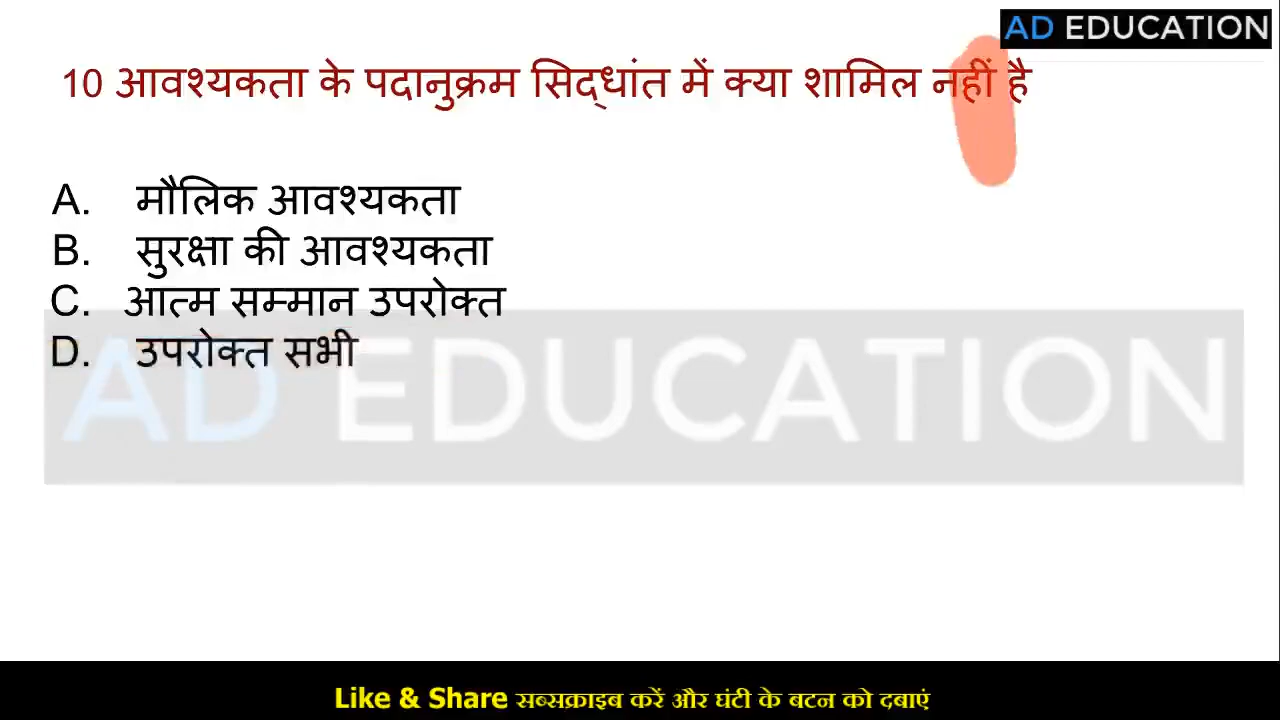 AD EDUCATION
10 आवश्यकता के पदानुक्रम सिद्धांत में क्या शामिल नहीं है
A. मौलिक आवश्यकता
B. सुरक्षा की आवश्यकता
C. आत्म सम्मान उपरोक्त
D. उपरोक्त सभी
AD EDUCATION
Like & Share सब्सक्राइब करें और घंटी के बटन को दबाएं